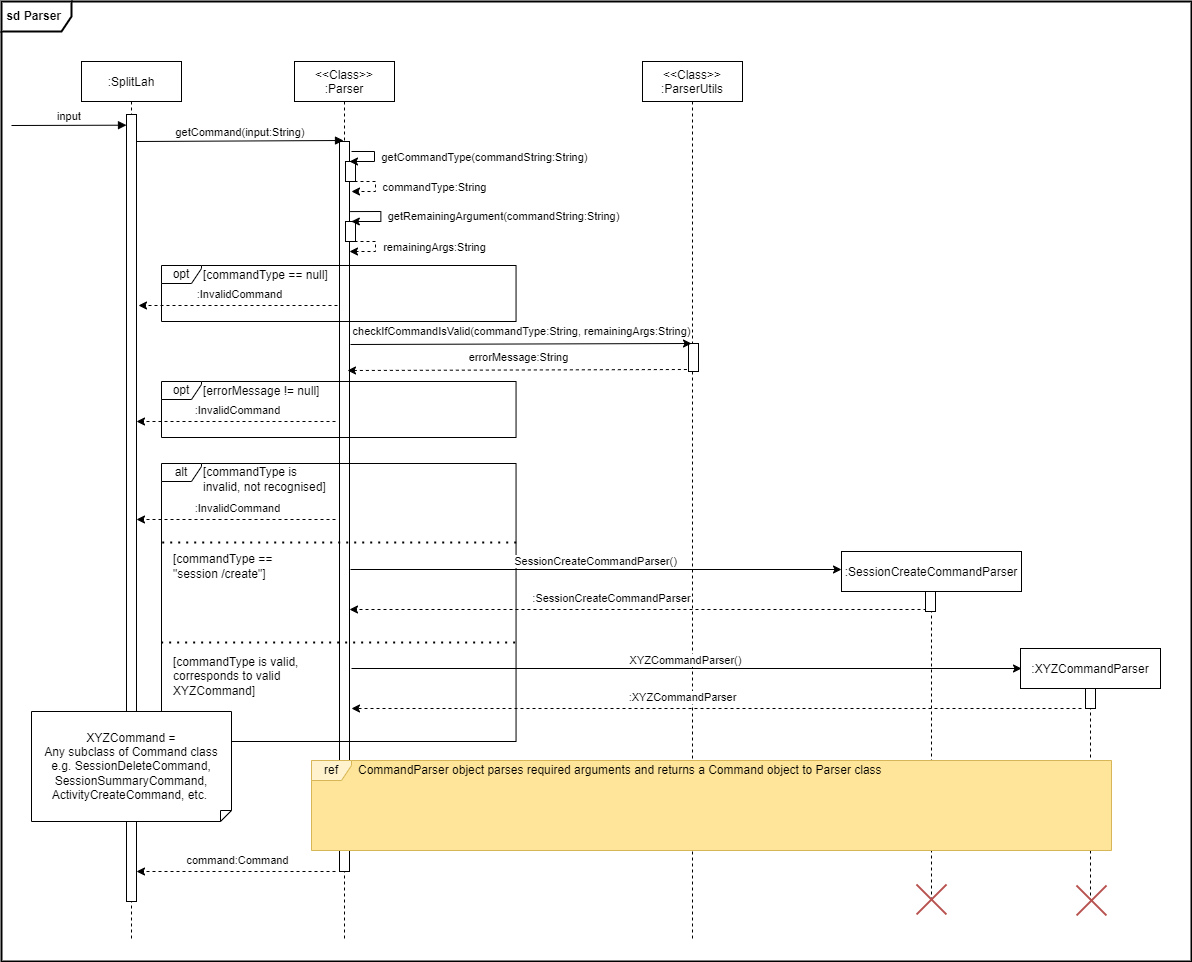 sd Parser
:SplitLah
<<Class>>
:Parser
<<Class>>
:ParserUtils
input
getCommand(input:String)
getCommandType(commandString:String)
commandType:String
getRemainingArgument(commandString:String)
remainingArgs:String
opt
[commandType == null]
:InvalidCommand
checkIfCommandIsValid(commandType:String, remainingArgs:String)
errorMessage:String
opt
[errorMessage != null]
:InvalidCommand
alt
[commandType is
invalid, not recognised]
:InvalidCommand
[commandType ==
"session /create"]
SessionCreateCommandParser()
:SessionCreateCommandParser
:SessionCreateCommandParser
[commandType is valid,
corresponds to valid
XYZCommand]
XYZCommandParser()
:XYZCommandParser
:XYZCommandParser
XYZCommand =
Any subclass of Command class
e.g. SessionDeleteCommand,
SessionSummaryCommand,
ActivityCreateCommand, etc.
ref
CommandParser object parses required arguments and returns a Command object to Parser class
command:Command